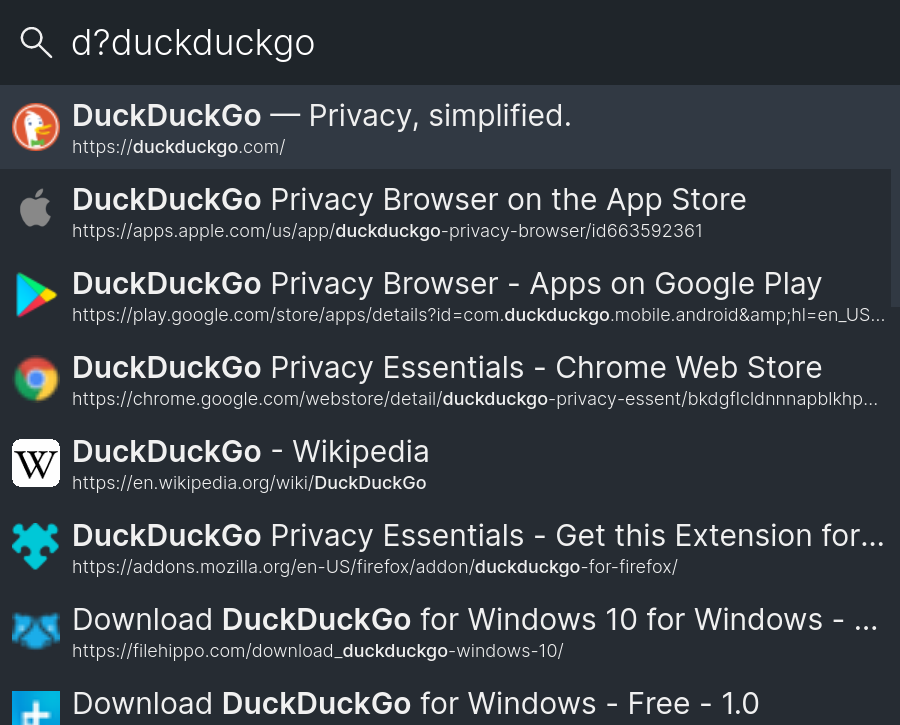 d?duckduckgo
DuckDuckGo — Privacy, simplified.
https://duckduckgo.com/
DuckDuckGo Privacy Browser on the App Store
https://apps.apple.com/us/app/duckduckgo-privacy-browser/id663592361
DuckDuckGo Privacy Browser - Apps on Google Play
https://play.google.com/store/apps/details?id=com.duckduckgo.mobile.android&amp;hl=en_US...
DuckDuckGo Privacy Essentials - Chrome Web Store
https://chrome.google.com/webstore/detail/duckduckgo-privacy-essent/bkdgflcldnnnapblkhp...
W
DuckDuckGo - Wikipedia
https://en.wikipedia.org/wiki/DuckDuckGo
DuckDuckGo Privacy Essentials - Get this Extension for...
https://addons.mozilla.org/en-US/firefox/addon/duckduckgo-for-firefox/
Download DuckDuckGo for Windows 10 for Windows - ...
https://filehippo.com/download_duckduckgo-windows-10/
Download DuckDuckGo for Windows - Free - 1.0